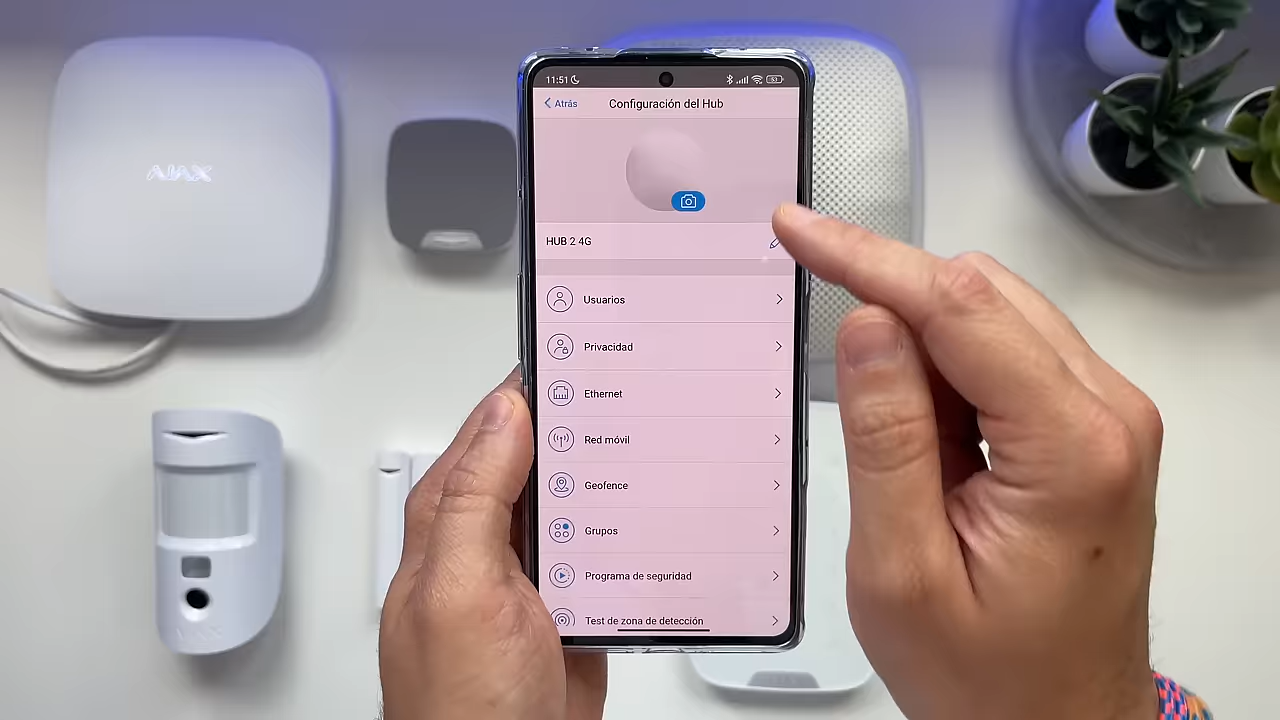 AJAX
11:51
53
Atrás
Configuración del Hub
HUB 2 4G
Usuarios
Privacidad
Ethernet
Red móvil
Geofence
Grupos
Programa de seguridad
Test de zona de detección